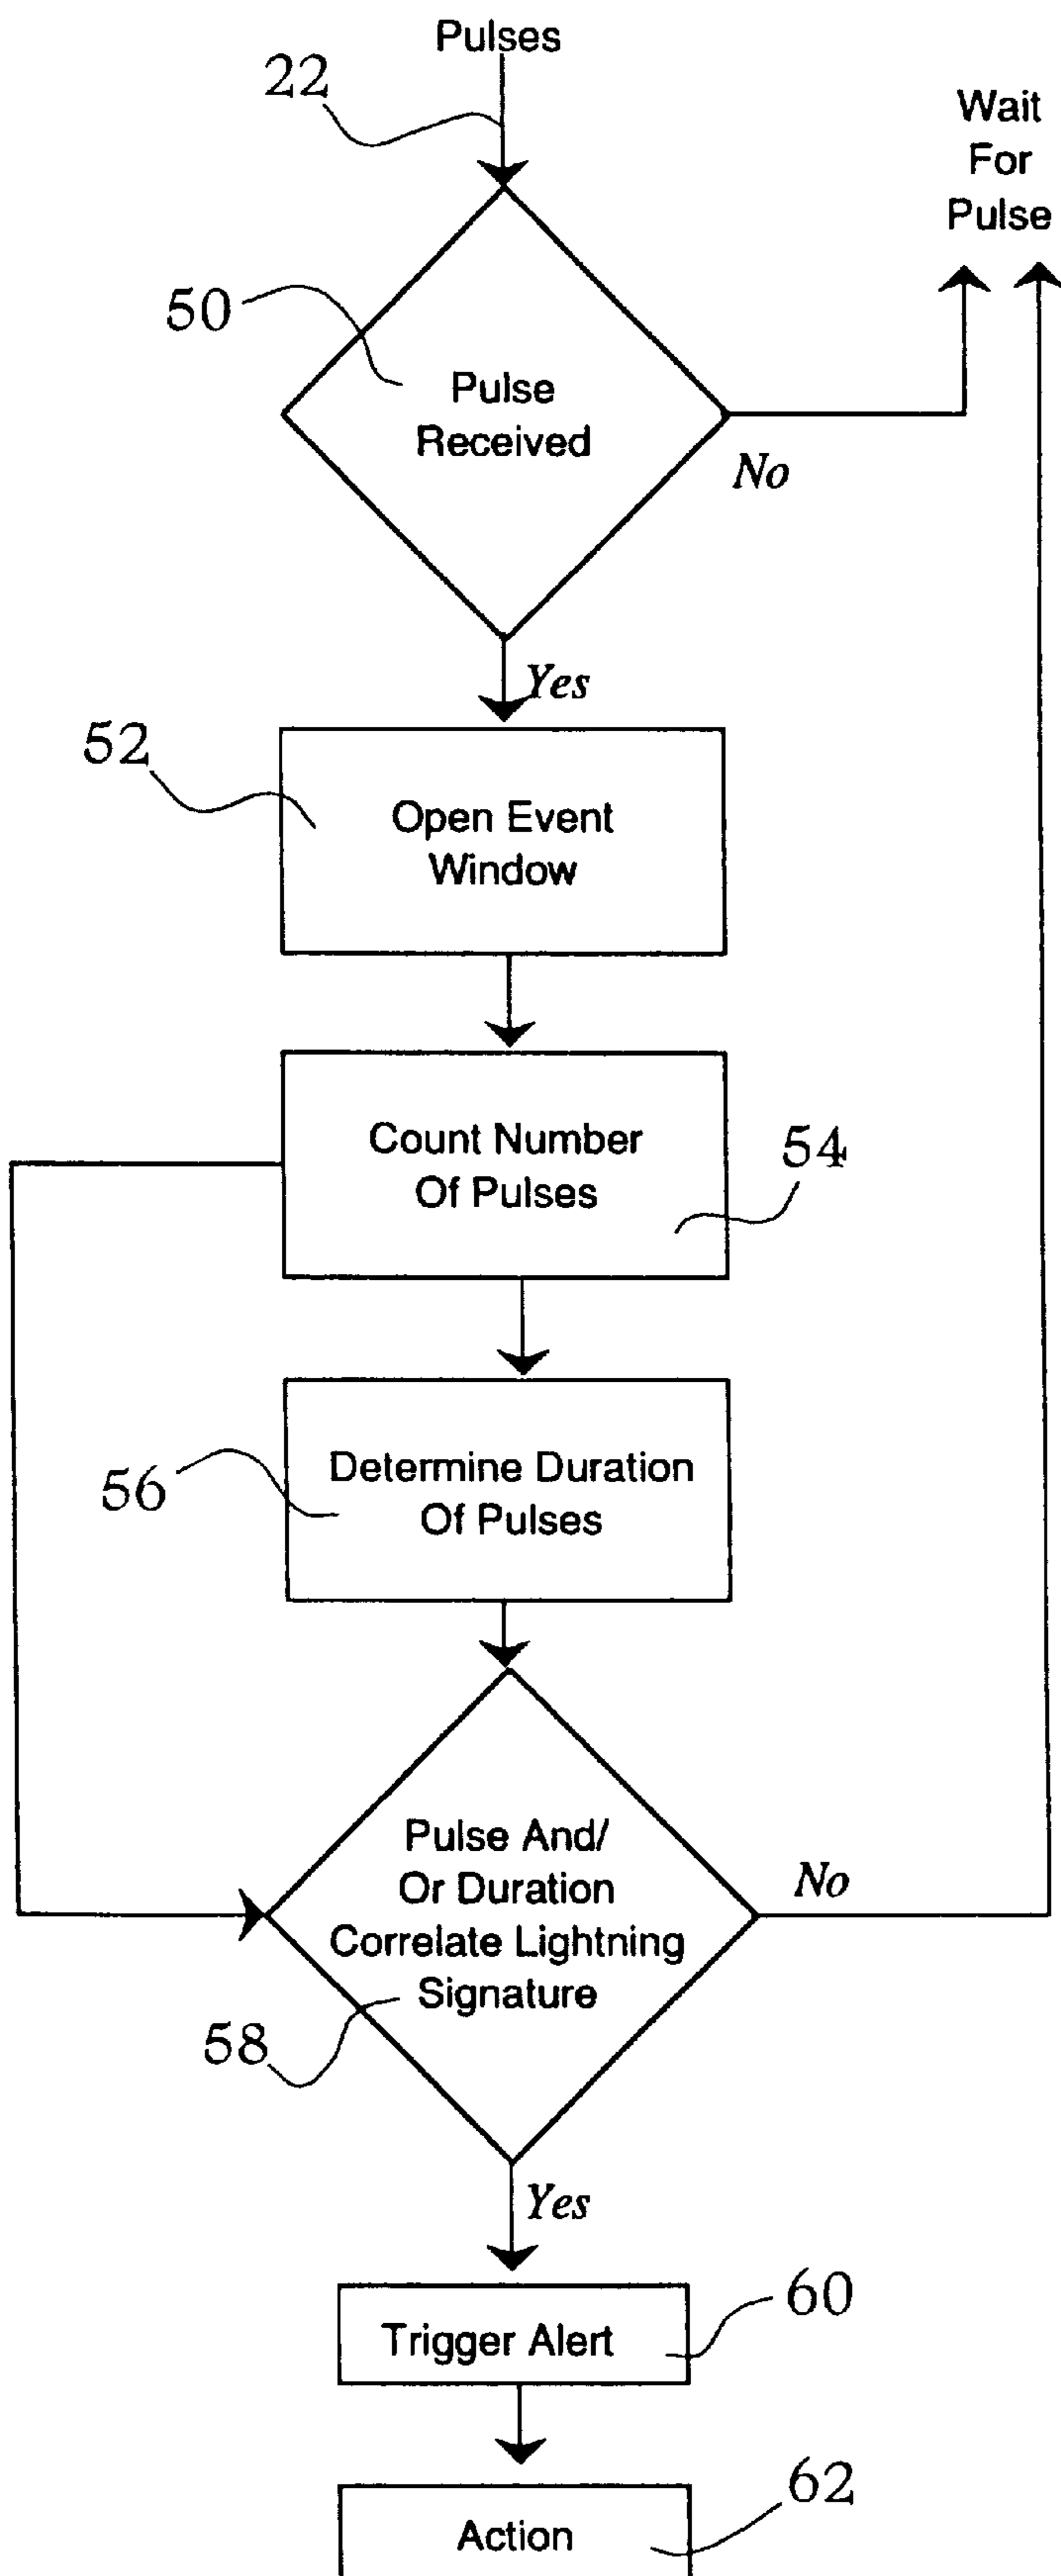 Pulses
22
Wait
For
Pulse
50
Pulse
Received
No
Yes
52
Open Event
Window
Count Number
Of Pulses
54
Determine Duration
Of Pulses
56
Pulse And/
Or Duration
Correlate Lightning
Signature
No
58
Yes
60
Trigger Alert
62
Action